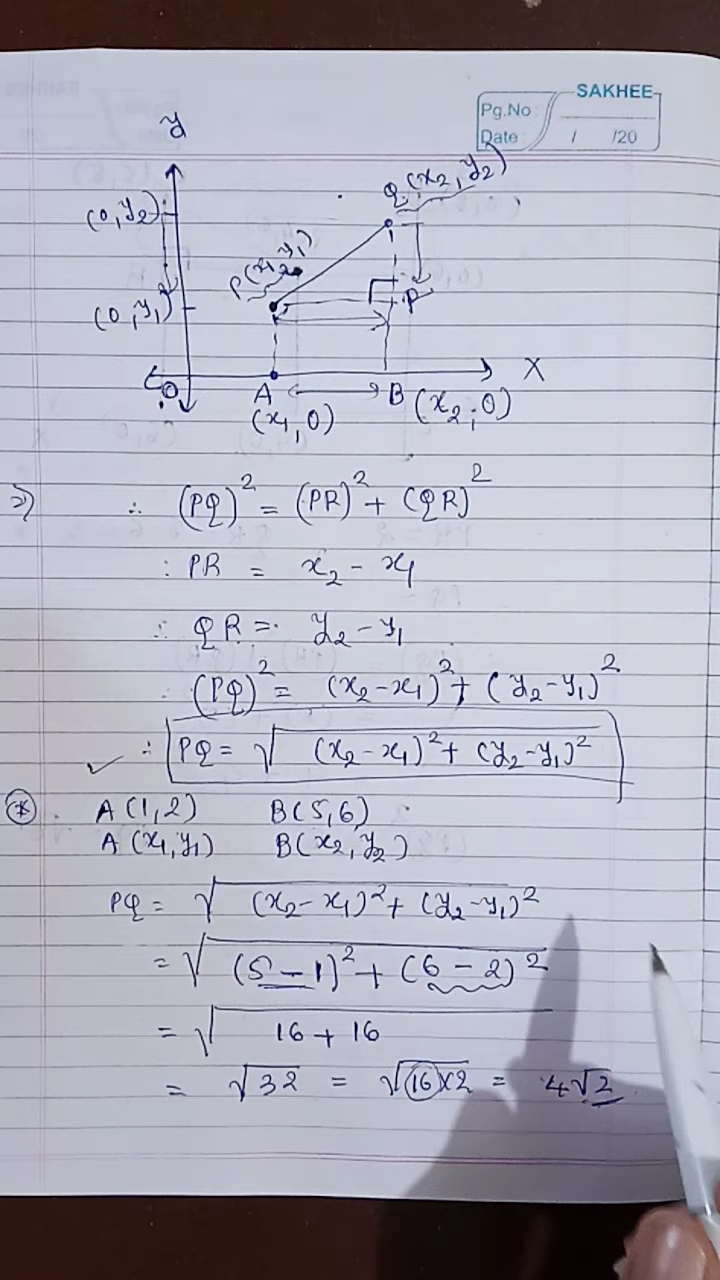 SAKHEE
Pg.No
Date / /20
y
Q(x₂,y₂)
(0,y₂)
P(x₁,y₁)
(0,y₁)
R
X
O A B (x₂,0)
(x₁,0)
⇒) ∴ (PQ)² = (PR)² + (QR)²
: PR = x₂ - x₁
∴ QR = y₂ - y₁
∴ (PQ)² = (x₂-x₁)² + (y₂-y₁)²
∴ PQ = √(x₂-x₁)² + (y₂-y₁)²
* A(1,2) B(5,6)
A(x₁,y₁) B(x₂,y₂)
PQ = √(x₂-x₁)² + (y₂-y₁)²
= √(5-1)² + (6-2)²
= √16+16
= √32 = √16×2 = 4√2